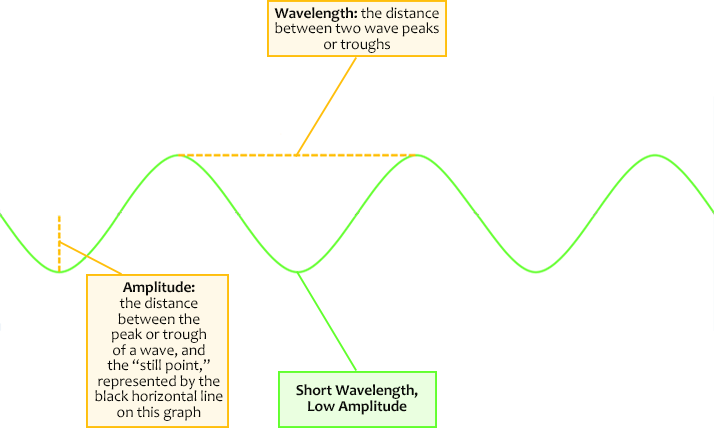 Wavelength: the distance
between two wave peaks
or troughs
Amplitude:
the distance
between the
peak or trough
of a wave, and
the “still point,”
represented by the
black horizontal line
on this graph
Short Wavelength,
Low Amplitude